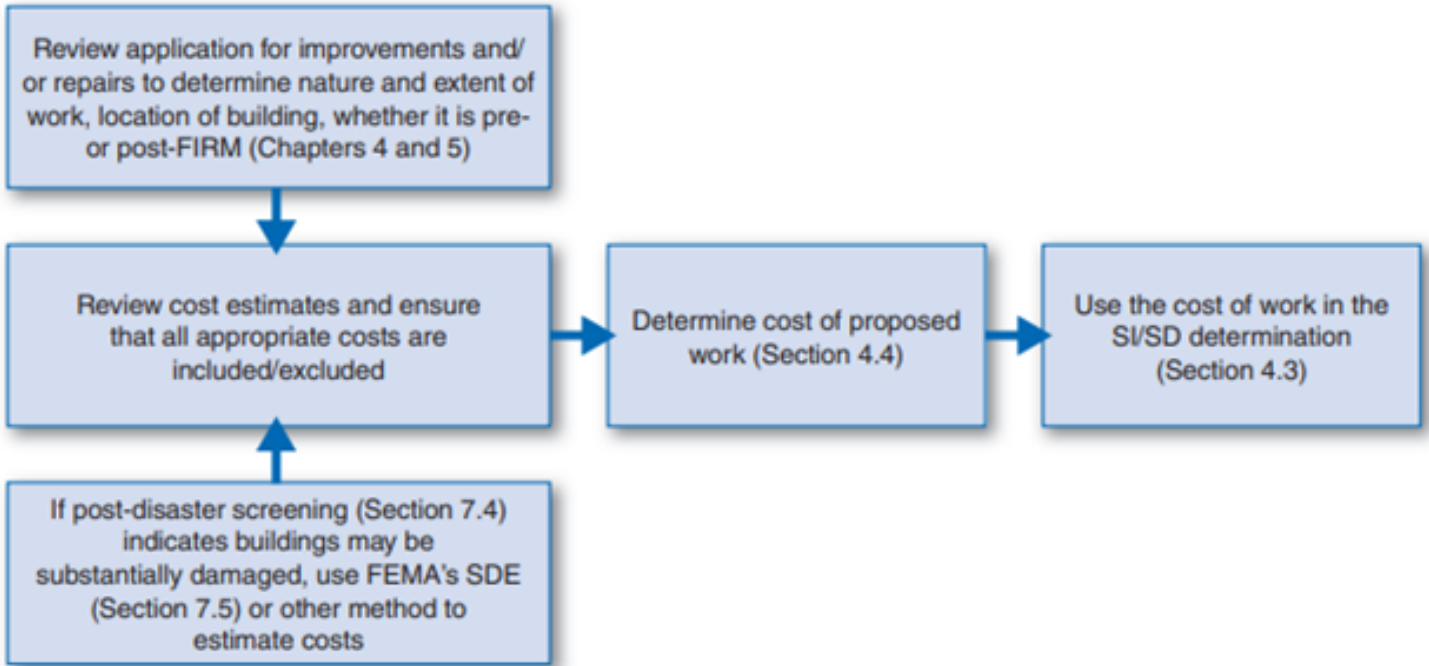 Review application for improvements and/
or repairs to determine nature and extent of
work, location of building, whether it is pre-
or post-FIRM (Chapters 4 and 5)
Review cost estimates and ensure
that all appropriate costs are
included/excluded
Determine cost of proposed
work (Section 4.4)
Use the cost of work in the
SI/SD determination
(Section 4.3)
If post-disaster screening (Section 7.4)
indicates buildings may be
substantially damaged, use FEMA's SDE
(Section 7.5) or other method to
estimate costs